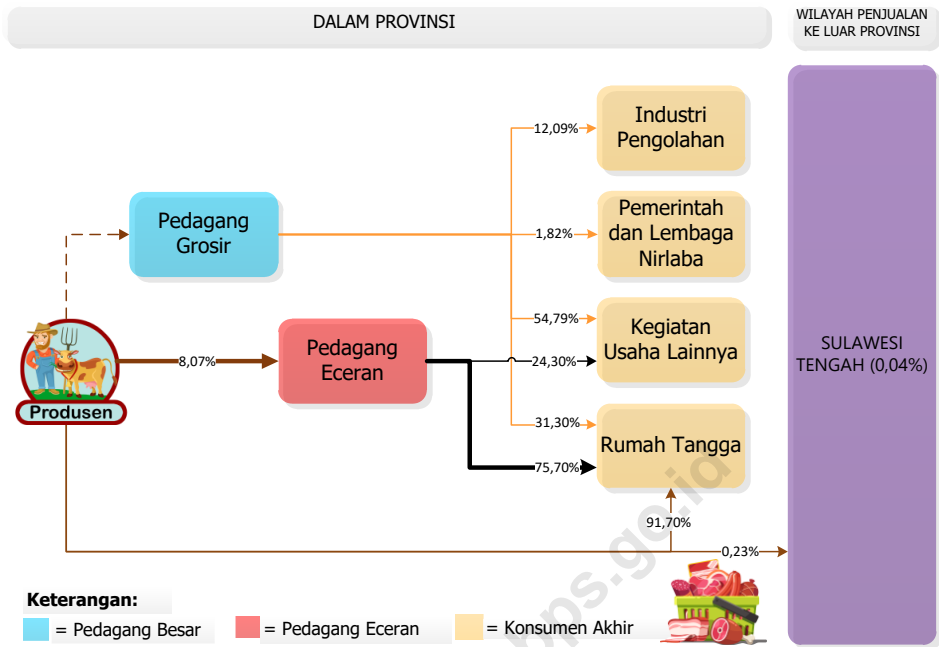 DALAM PROVINSI
WILAYAH PENJUALAN
KE LUAR PROVINSI
Industri
Pengolahan
12,09%
Pedagang
Grosir
Pemerintah
dan Lembaga
Nirlaba
1,82%
54,79%
Kegiatan
Usaha Lainnya
24,30%
SULAWESI
TENGAH (0,04%)
Pedagang
Eceran
8,07%
Produsen
31,30%
Rumah Tangga
75,70%
91,70%
0,23%
Keterangan:
= Pedagang Besar
= Pedagang Eceran
= Konsumen Akhir
bps.go.id